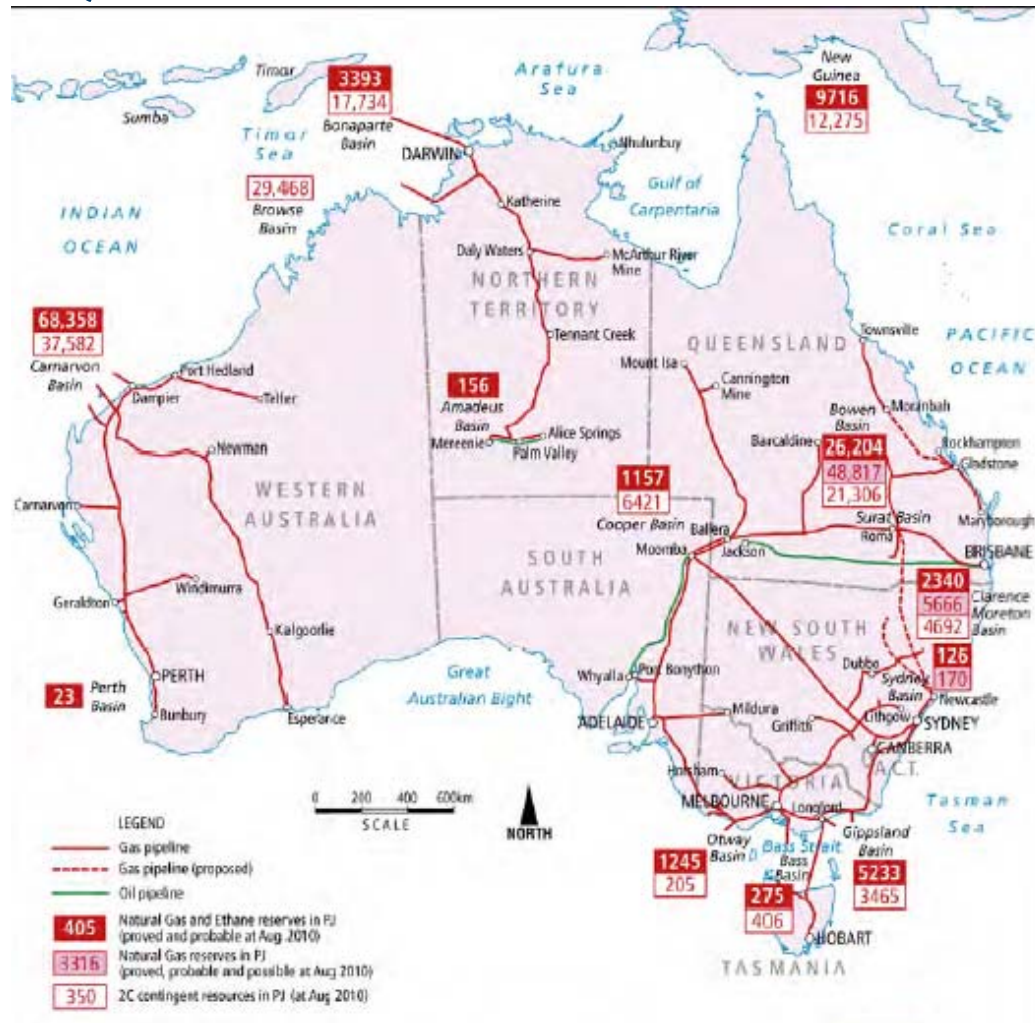 Timor
Sumba
3393
17,734
Bonaparte
Basin
Arafura
Sea
New
Guinea
9716
12,275
Timor
Sea
DARWIN
Nhulunbuy
29,468
Browse
Basin
INDIAN
OCEAN
Katherine
Gulf of
Carpentaria
Coral Sea
Daly Waters
McArthur River
Mine
NORTHERN
TERRITORY
68,358
37,582
Carnarvon
Basin
Port Hedland
Dampier
Telfer
Tennant Creek
Townsville
PACIFIC
OCEAN
QUEENSLAND
Mount Isa
Cannington
Mine
156
Amadeus
Basin
Mereenie
Alice Springs
Palm Valley
Bowen
Basin
Moranbah
Newman
Barcaldine
26,204
48,817
21,306
Rockhampton
Gladstone
WESTERN
AUSTRALIA
Carnarvon
1157
6421
Cooper Basin
Ballera
Moomba
Jackson
Surat Basin
Roma
Maryborough
BRISBANE
SOUTH
AUSTRALIA
Windimurra
Geraldton
Kalgoorlie
2340
5666
4692
Clarence
Moreton
Basin
NEW SOUTH
WALES
PERTH
23
Perth
Basin
Bunbury
Esperance
Great
Australian Bight
Whyalla
Port Bonython
Dubbo
Sydney
Basin
126
170
Newcastle
ADELAIDE
Mildura
Griffith
Lithgow
SYDNEY
CANBERRA
A.C.T.
Horsham
VICTORIA
MELBOURNE
Longford
Tasman
Sea
0 200 400 600km
SCALE
NORTH
Otway
Basin
Bass Strait
Bass
Basin
Gippsland
Basin
1245
205
275
406
5233
3465
HOBART
TASMANIA
LEGEND
Gas pipeline
Gas pipeline (proposed)
Oil pipeline
405
Natural Gas and Ethane reserves in PJ
(proved and probable at Aug 2010)
3316
Natural Gas reserves in PJ
(proved, probable and possible at Aug 2010)
350
2C contingent resources in PJ (at Aug 2010)